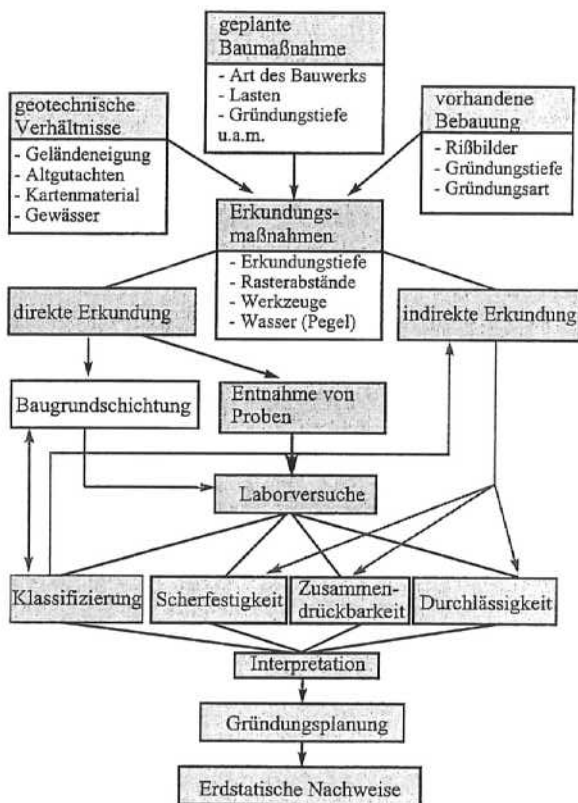 geplante
Baumaßnahme
- Art des Bauwerks
- Lasten
- Gründungstiefe
u.a.m.
geotechnische
Verhältnisse
- Geländeneigung
- Altgutachten
- Kartenmaterial
- Gewässer
vorhandene
Bebauung
- Rißbilder
- Gründungstiefe
- Gründungsart
Erkundungs-
maßnahmen
- Erkundungstiefe
- Rasterabstände
- Werkzeuge
- Wasser (Pegel)
direkte Erkundung
indirekte Erkundung
Baugrundschichtung
Entnahme von
Proben
Laborversuche
Klassifizierung
Scherfestigkeit
Zusammen-
drückbarkeit
Durchlässigkeit
Interpretation
Gründungsplanung
Erdstatische Nachweise